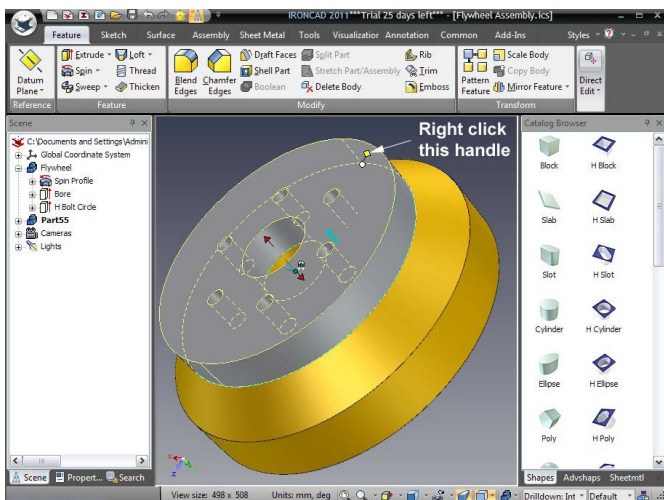 IRONCAD 2011***Trial 25 days left*** - [Flywheel Assembly.ics]
Feature Sketch Surface Assembly Sheet Metal Tools Visualization Annotation Common Add-Ins Styles
Datum Plane
Extrude Loft
Spin Thread
Sweep Thicken
Blend Edges
Chamfer Edges
Draft Faces Split Part Rib
Shell Part Stretch Part/Assembly Trim
Boolean Delete Body Emboss
Pattern Feature
Scale Body
Copy Body
Mirror Feature
Direct Edit
Reference Feature Modify Transform
Scene
C:\Documents and Settings\Admini
Global Coordinate System
Flywheel
Spin Profile
Bore
H Bolt Circle
Part55
Cameras
Lights
Scene Propert... Search
Right click
this handle
Catalog Browser
Block H Block
Slab H Slab
Slot H Slot
Cylinder H Cylinder
Ellipse H Ellipse
Poly H Poly
Shapes Advshaps Sheetmtl
View size: 498 x 508 Units: mm, deg Drilldown: Int Default